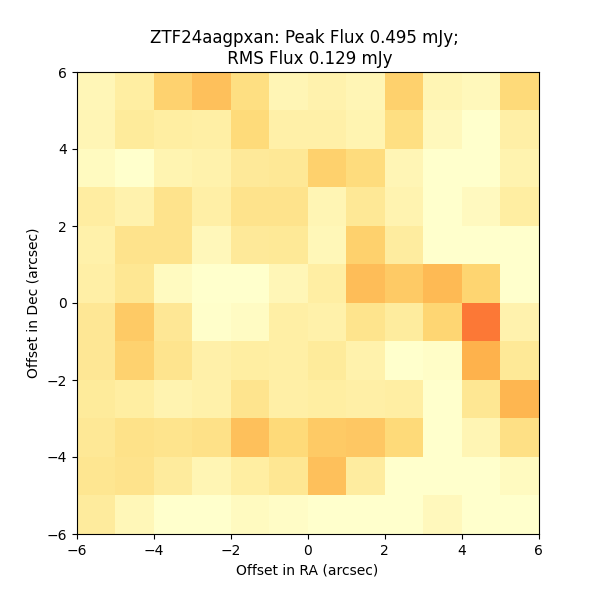 ZTF24aagpxan: Peak Flux 0.495 mJy;
RMS Flux 0.129 mJy
6
4
2
0
−2
−4
−6
Offset in Dec (arcsec)
−6 −4 −2 0 2 4 6
Offset in RA (arcsec)